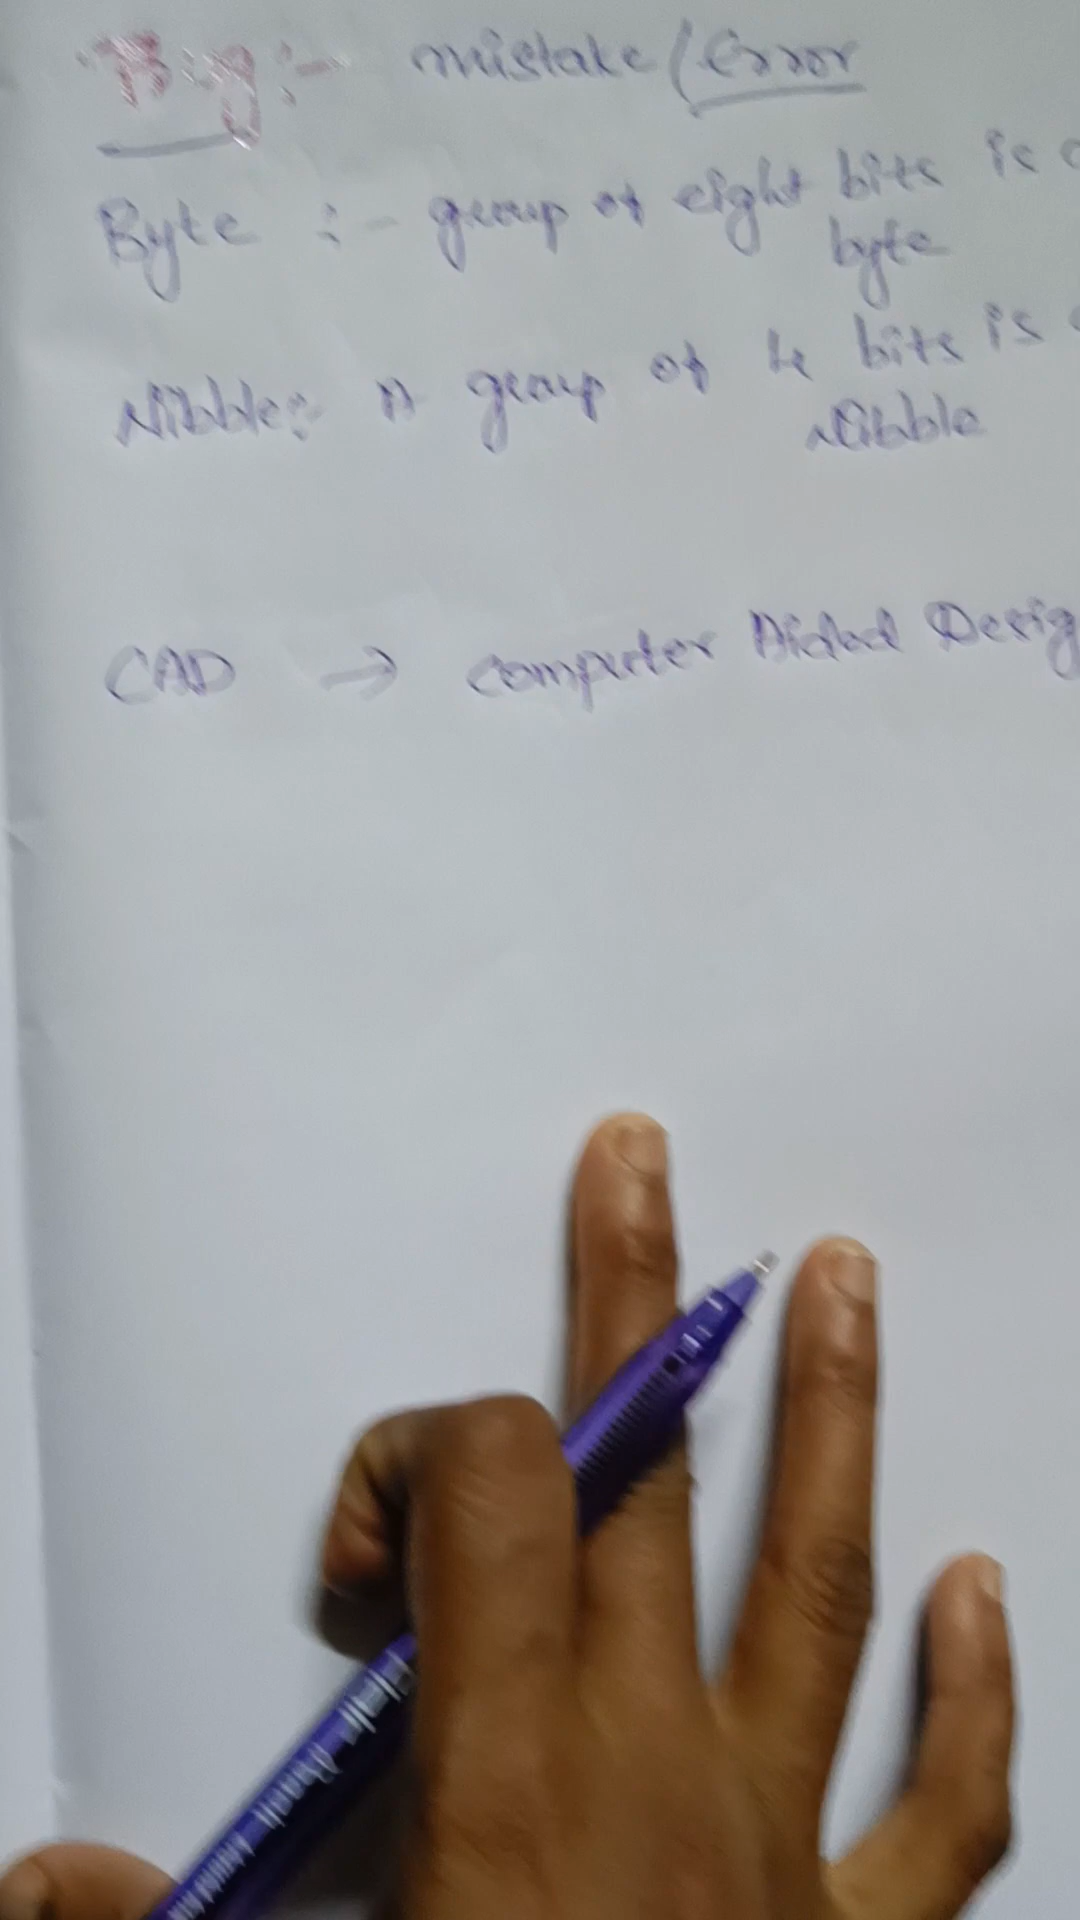 Bug:- mistake/Error
Byte :- group of eight bits is
byte
Nibble: A group of 4 bits is
Nibble
CAD → Computer Aided Desig